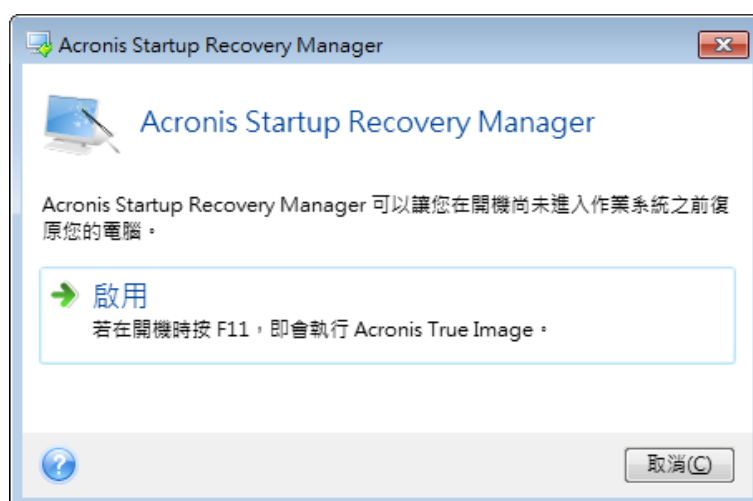 Acronis Startup Recovery Manager
Acronis Startup Recovery Manager
Acronis Startup Recovery Manager 可以讓您在開機尚未進入作業系統之前復
原您的電腦。
啟用
若在開機時按 F11，即會執行 Acronis True Image。
取消(C)